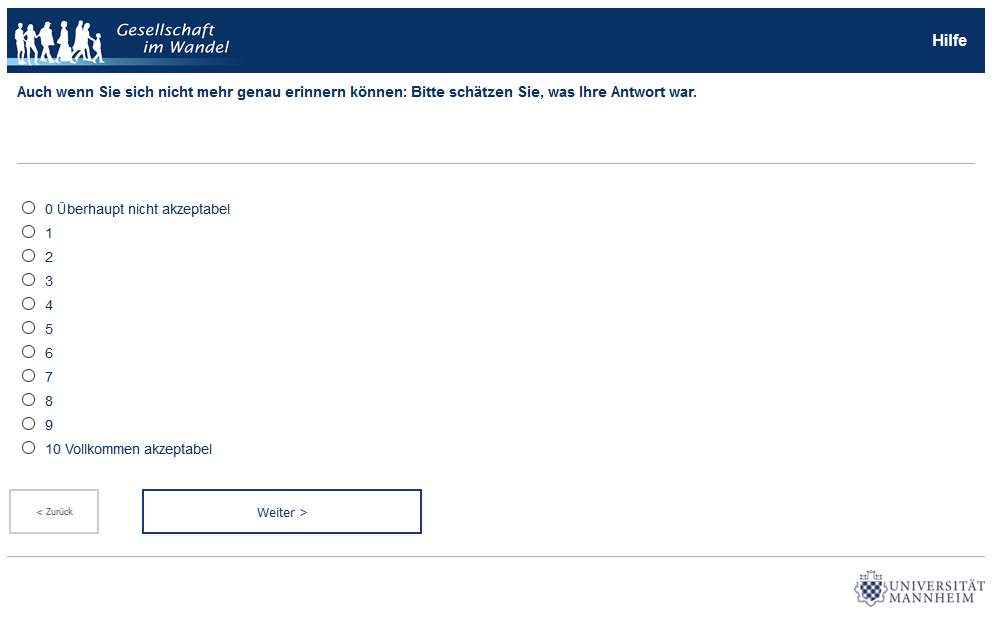 Gesellschaft
im Wandel
Hilfe
Auch wenn Sie sich nicht mehr genau erinnern können: Bitte schätzen Sie, was Ihre Antwort war.
0 Überhaupt nicht akzeptabel
1
2
3
4
5
6
7
8
9
10 Vollkommen akzeptabel
< Zurück
Weiter >
UNIVERSITÄT
MANNHEIM